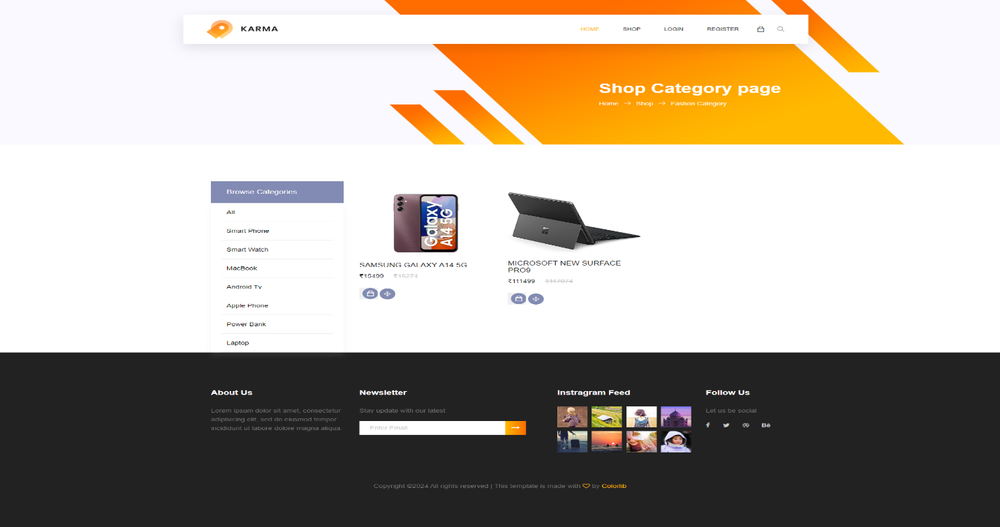 KARMA
HOME SHOP LOGIN REGISTER
Shop Category page
Home → Shop → Fashon Category
Browse Categories
All
Smart Phone
Smart Watch
MacBook
Android Tv
Apple Phone
Power Bank
Laptop
Galaxy
A14 5G
SAMSUNG GALAXY A14 5G
₹15499 ₹16274
MICROSOFT NEW SURFACE
PRO9
₹111499 ₹117074
About Us
Lorem ipsum dolor sit amet, consectetur
adipisicing elit, sed do eiusmod tempor
incididunt ut labore dolore magna aliqua.
Newsletter
Stay update with our latest
Enter Email
Instragram Feed
Follow Us
Let us be social
Copyright ©2024 All rights reserved | This template is made with ♡ by Colorlib